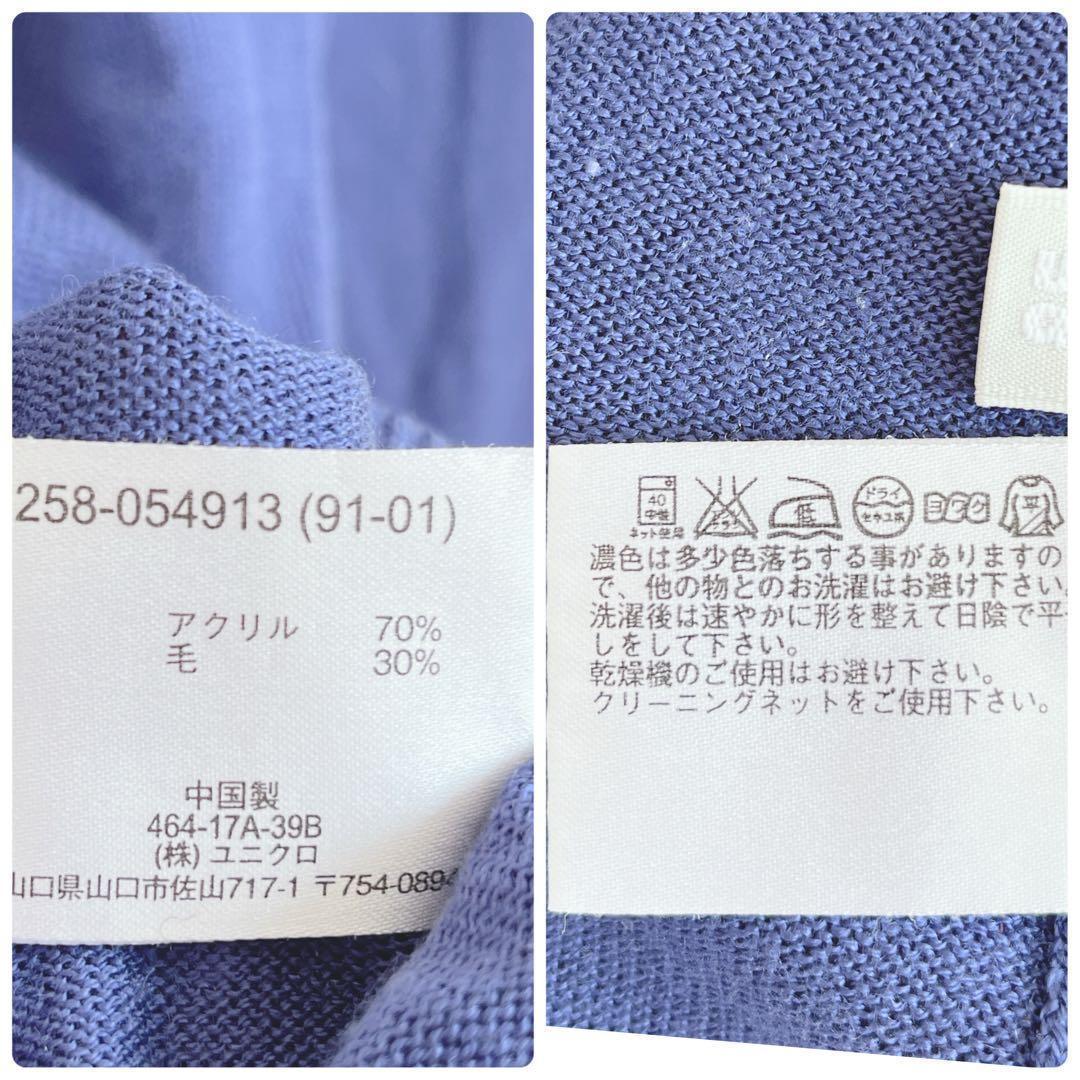 258-054913 (91-01)
アクリル 70%
毛 30%
中国製
464-17A-39B
(株) ユニクロ
山口県山口市佐山717-1 〒754-0894
40
中性
ネット使用
低
ドライ
セキユ系
ヨワク
平
濃色は多少色落ちする事がありますの
で、他の物とのお洗濯はお避け下さい。
洗濯後は速やかに形を整えて日陰で平
しをして下さい。
乾燥機のご使用はお避け下さい。
クリーニングネットをご使用下さい。